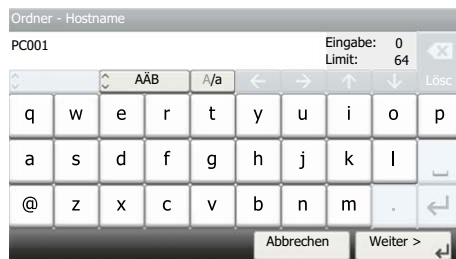 Ordner - Hostname
PC001
Eingabe: 0
Limit: 64
AÄB A/a Lösc
q w e r t y u i o p
a s d f g h j k l _
@ z x c v b n m .
Abbrechen Weiter >